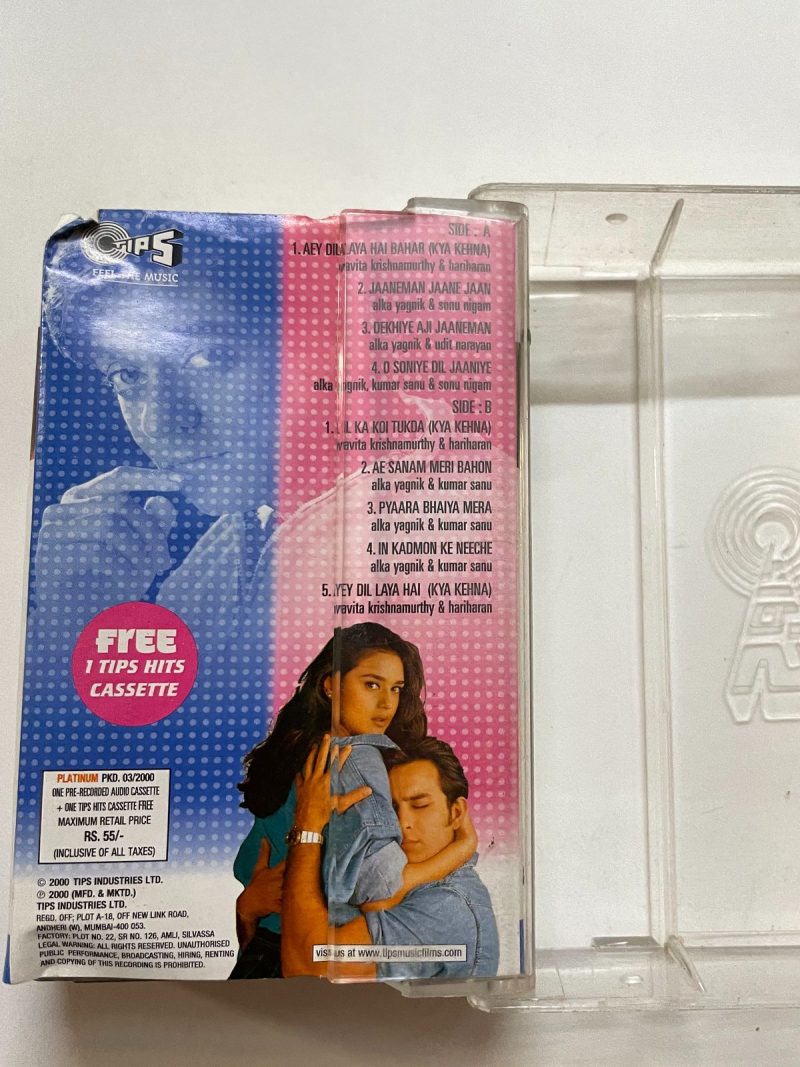 TIPS
FEEL THE MUSIC
SIDE : A
1. AEY DIL LAYA HAI BAHAR (KYA KEHNA)
kavita krishnamurthy & hariharan
2. JAANEMAN JAANE JAAN
alka yagnik & sonu nigam
3. DEKHIYE AJI JAANEMAN
alka yagnik & udit narayan
4. O SONIYE DIL JAANIYE
alka yagnik, kumar sanu & sonu nigam
SIDE : B
1. DIL KA KOI TUKDA (KYA KEHNA)
kavita krishnamurthy & hariharan
2. AE SANAM MERI BAHON
alka yagnik & kumar sanu
3. PYAARA BHAIYA MERA
alka yagnik & kumar sanu
4. IN KADMON KE NEECHE
alka yagnik & kumar sanu
5. AEY DIL LAYA HAI (KYA KEHNA)
kavita krishnamurthy & hariharan
FREE
1 TIPS HITS
CASSETTE
PLATINUM PKD. 03/2000
ONE PRE-RECORDED AUDIO CASSETTE
+ ONE TIPS HITS CASSETTE FREE
MAXIMUM RETAIL PRICE
RS. 55/-
(INCLUSIVE OF ALL TAXES)
© 2000 TIPS INDUSTRIES LTD.
℗ 2000 (MFD. & MKTD.)
TIPS INDUSTRIES LTD.
REGD. OFF; PLOT A-18, OFF NEW LINK ROAD,
ANDHERI (W), MUMBAI-400 053.
FACTORY: PLOT NO. 22, SR NO. 126, AMLI, SILVASSA
LEGAL WARNING: ALL RIGHTS RESERVED. UNAUTHORISED
PUBLIC PERFORMANCE, BROADCASTING, HIRING, RENTING
AND COPYING OF THIS RECORDING IS PROHIBITED.
visit us at www.tipsmusicfilms.com